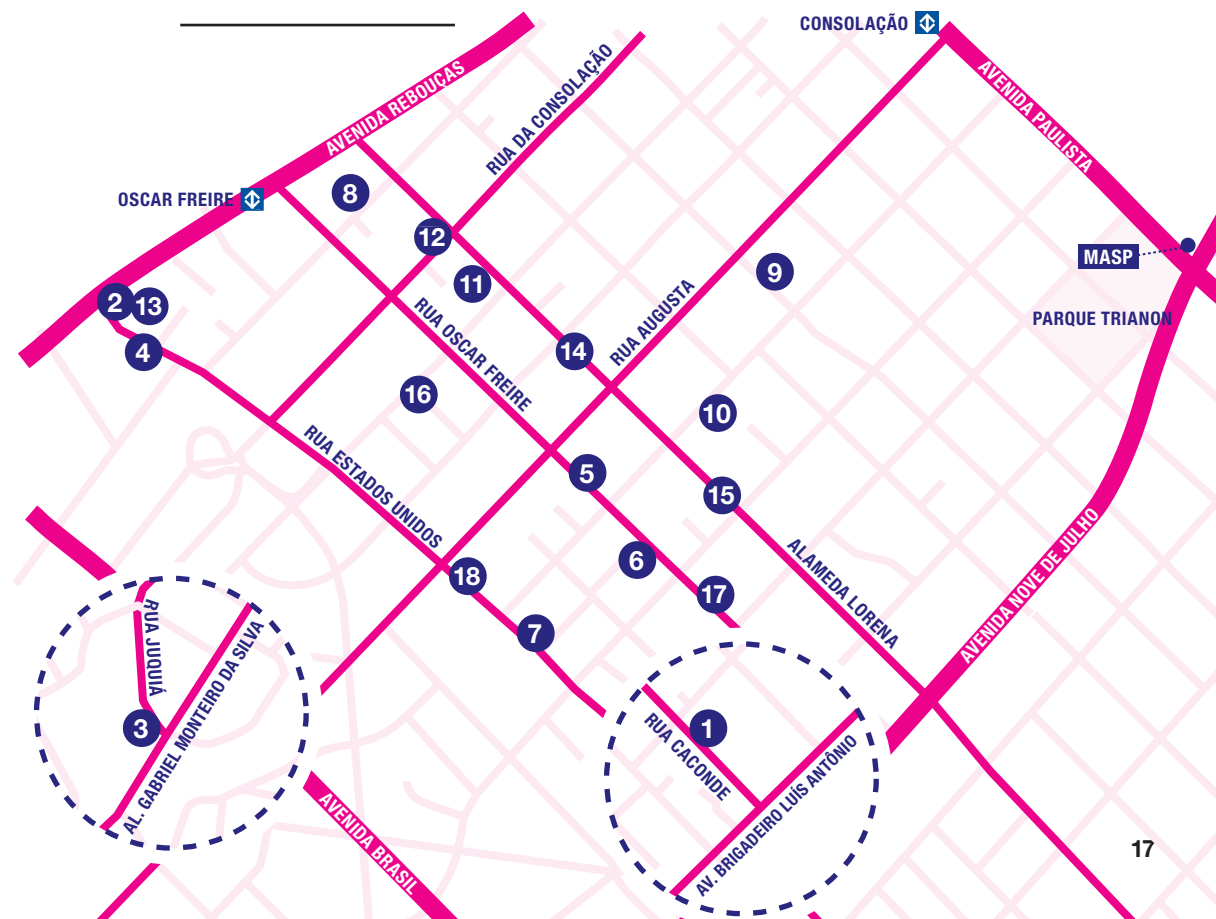 CONSOLAÇÃO
AVENIDA REBOUÇAS
RUA DA CONSOLAÇÃO
AVENIDA PAULISTA
OSCAR FREIRE
8
12
11
9
MASP
PARQUE TRIANON
2
13
4
RUA OSCAR FREIRE
RUA AUGUSTA
14
16
10
RUA ESTADOS UNIDOS
5
15
6
17
18
7
ALAMEDA LORENA
AVENIDA NOVE DE JULHO
RUA JUQUIÁ
3
AL. GABRIEL MONTEIRO DA SILVA
1
RUA CACONDE
AV. BRIGADEIRO LUÍS ANTÔNIO
AVENIDA BRASIL
17